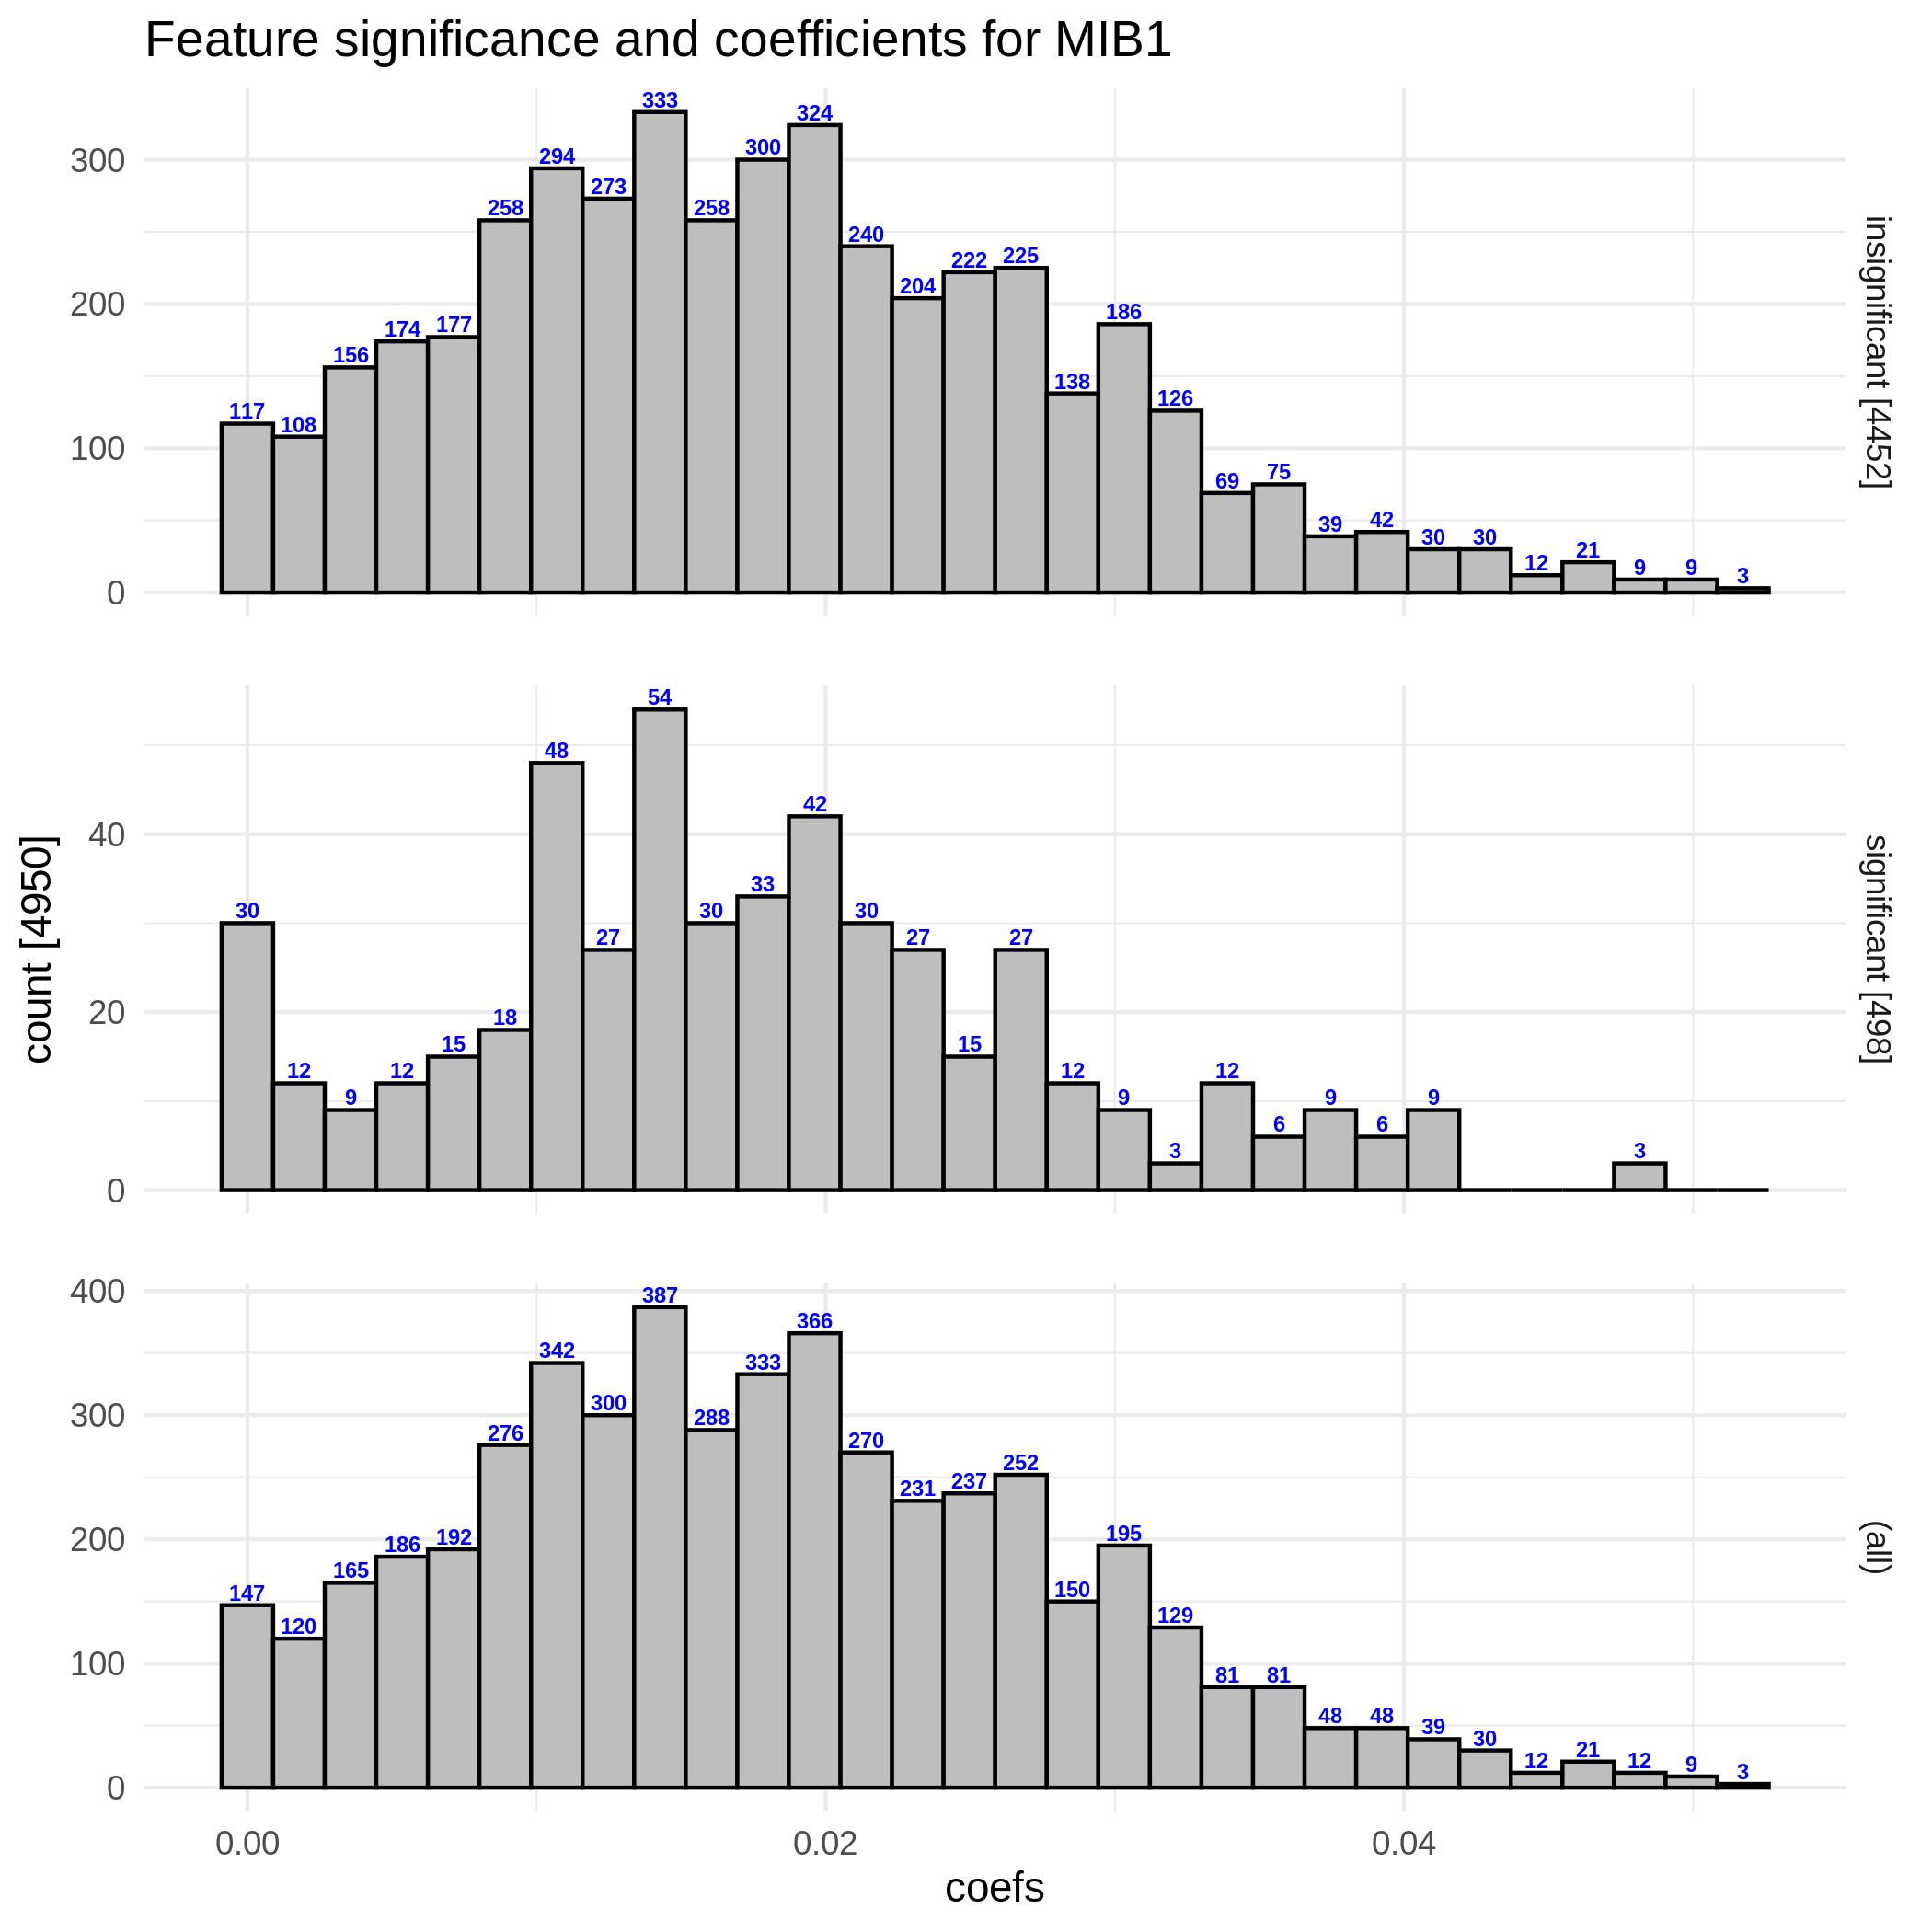 Feature significance and coefficients for MIB1
300
200
100
0
117 108 156 174 177 258 294 273 333 258 300 324 240 204 222 225 138 186 126 69 75 39 42 30 30 12 21 9 9 3
insignificant [4452]
count [4950]
40
20
0
30 12 9 12 15 18 48 27 54 30 33 42 30 27 15 27 12 9 3 12 6 9 6 9 3
significant [498]
400
300
200
100
0
147 120 165 186 192 276 342 300 387 288 333 366 270 231 237 252 150 195 129 81 81 48 48 39 30 12 21 12 9 3
(all)
0.00 0.02 0.04
coefs